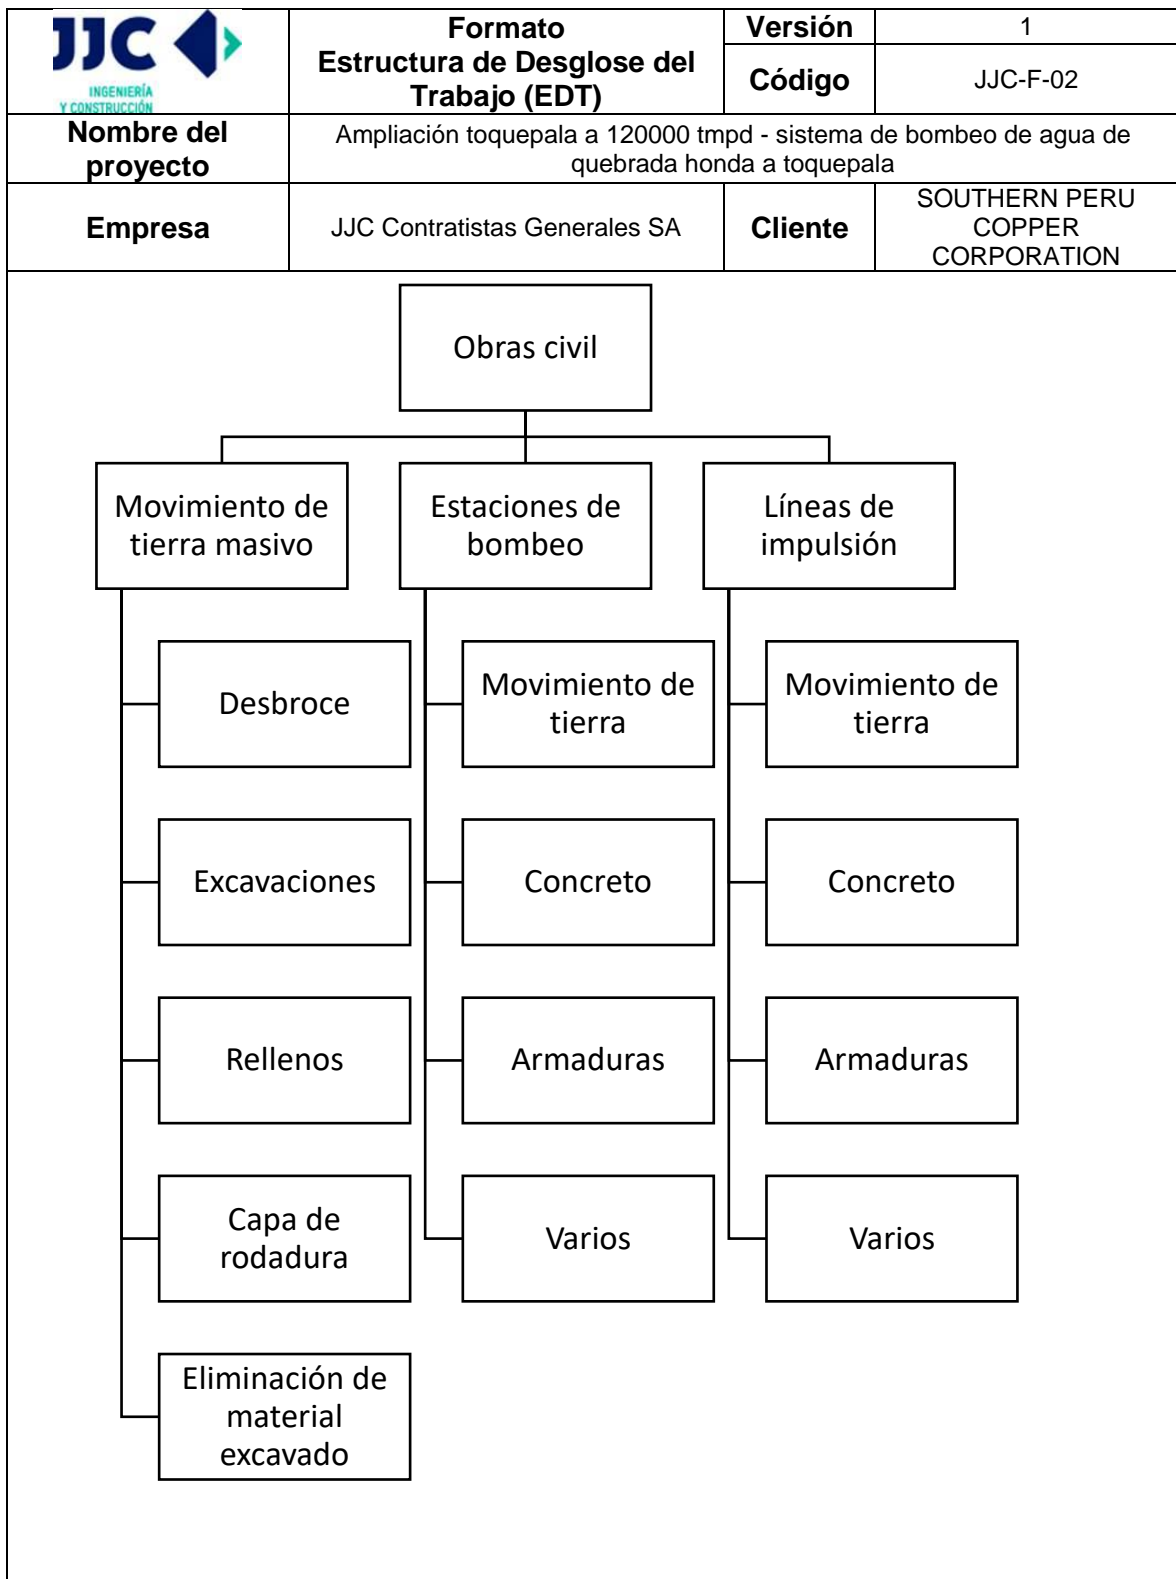 JJC
INGENIERÍA
Y CONSTRUCCIÓN
Formato
Estructura de Desglose del
Trabajo (EDT)
Versión
1
Código
JJC-F-02
Nombre del
proyecto
Ampliación toquepala a 120000 tmpd - sistema de bombeo de agua de
quebrada honda a toquepala
Empresa
JJC Contratistas Generales SA
Cliente
SOUTHERN PERU
COPPER
CORPORATION
Obras civil
Movimiento de
tierra masivo
Estaciones de
bombeo
Líneas de
impulsión
Desbroce
Movimiento de
tierra
Movimiento de
tierra
Excavaciones
Concreto
Concreto
Rellenos
Armaduras
Armaduras
Capa de
rodadura
Varios
Varios
Eliminación de
material
excavado